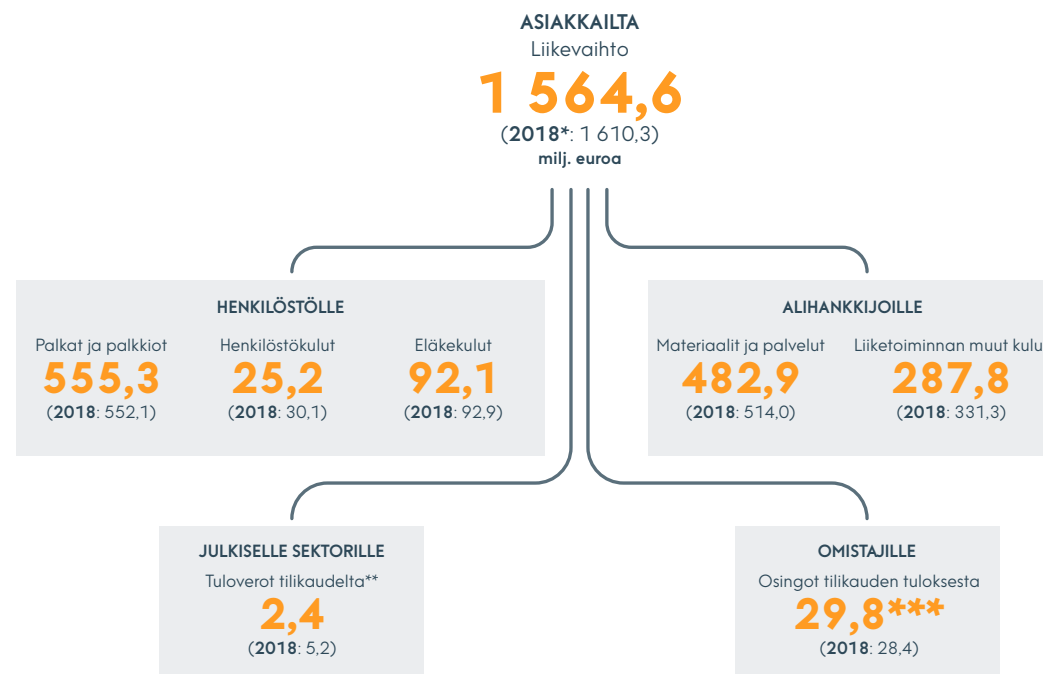 ASIAKKAILTA
Liikevaihto
1 564,6
(2018*: 1 610,3)
milj. euroa
HENKILÖSTÖLLE
Palkat ja palkkiot
555,3
(2018: 552,1)
Henkilöstökulut
25,2
(2018: 30,1)
Eläkekulut
92,1
(2018: 92,9)
ALIHANKKIJOILLE
Materiaalit ja palvelut
482,9
(2018: 514,0)
Liiketoiminnan muut kulu
287,8
(2018: 331,3)
JULKISELLE SEKTORILLE
Tuloverot tilikaudelta**
2,4
(2018: 5,2)
OMISTAJILLE
Osingot tilikauden tuloksesta
29,8***
(2018: 28,4)